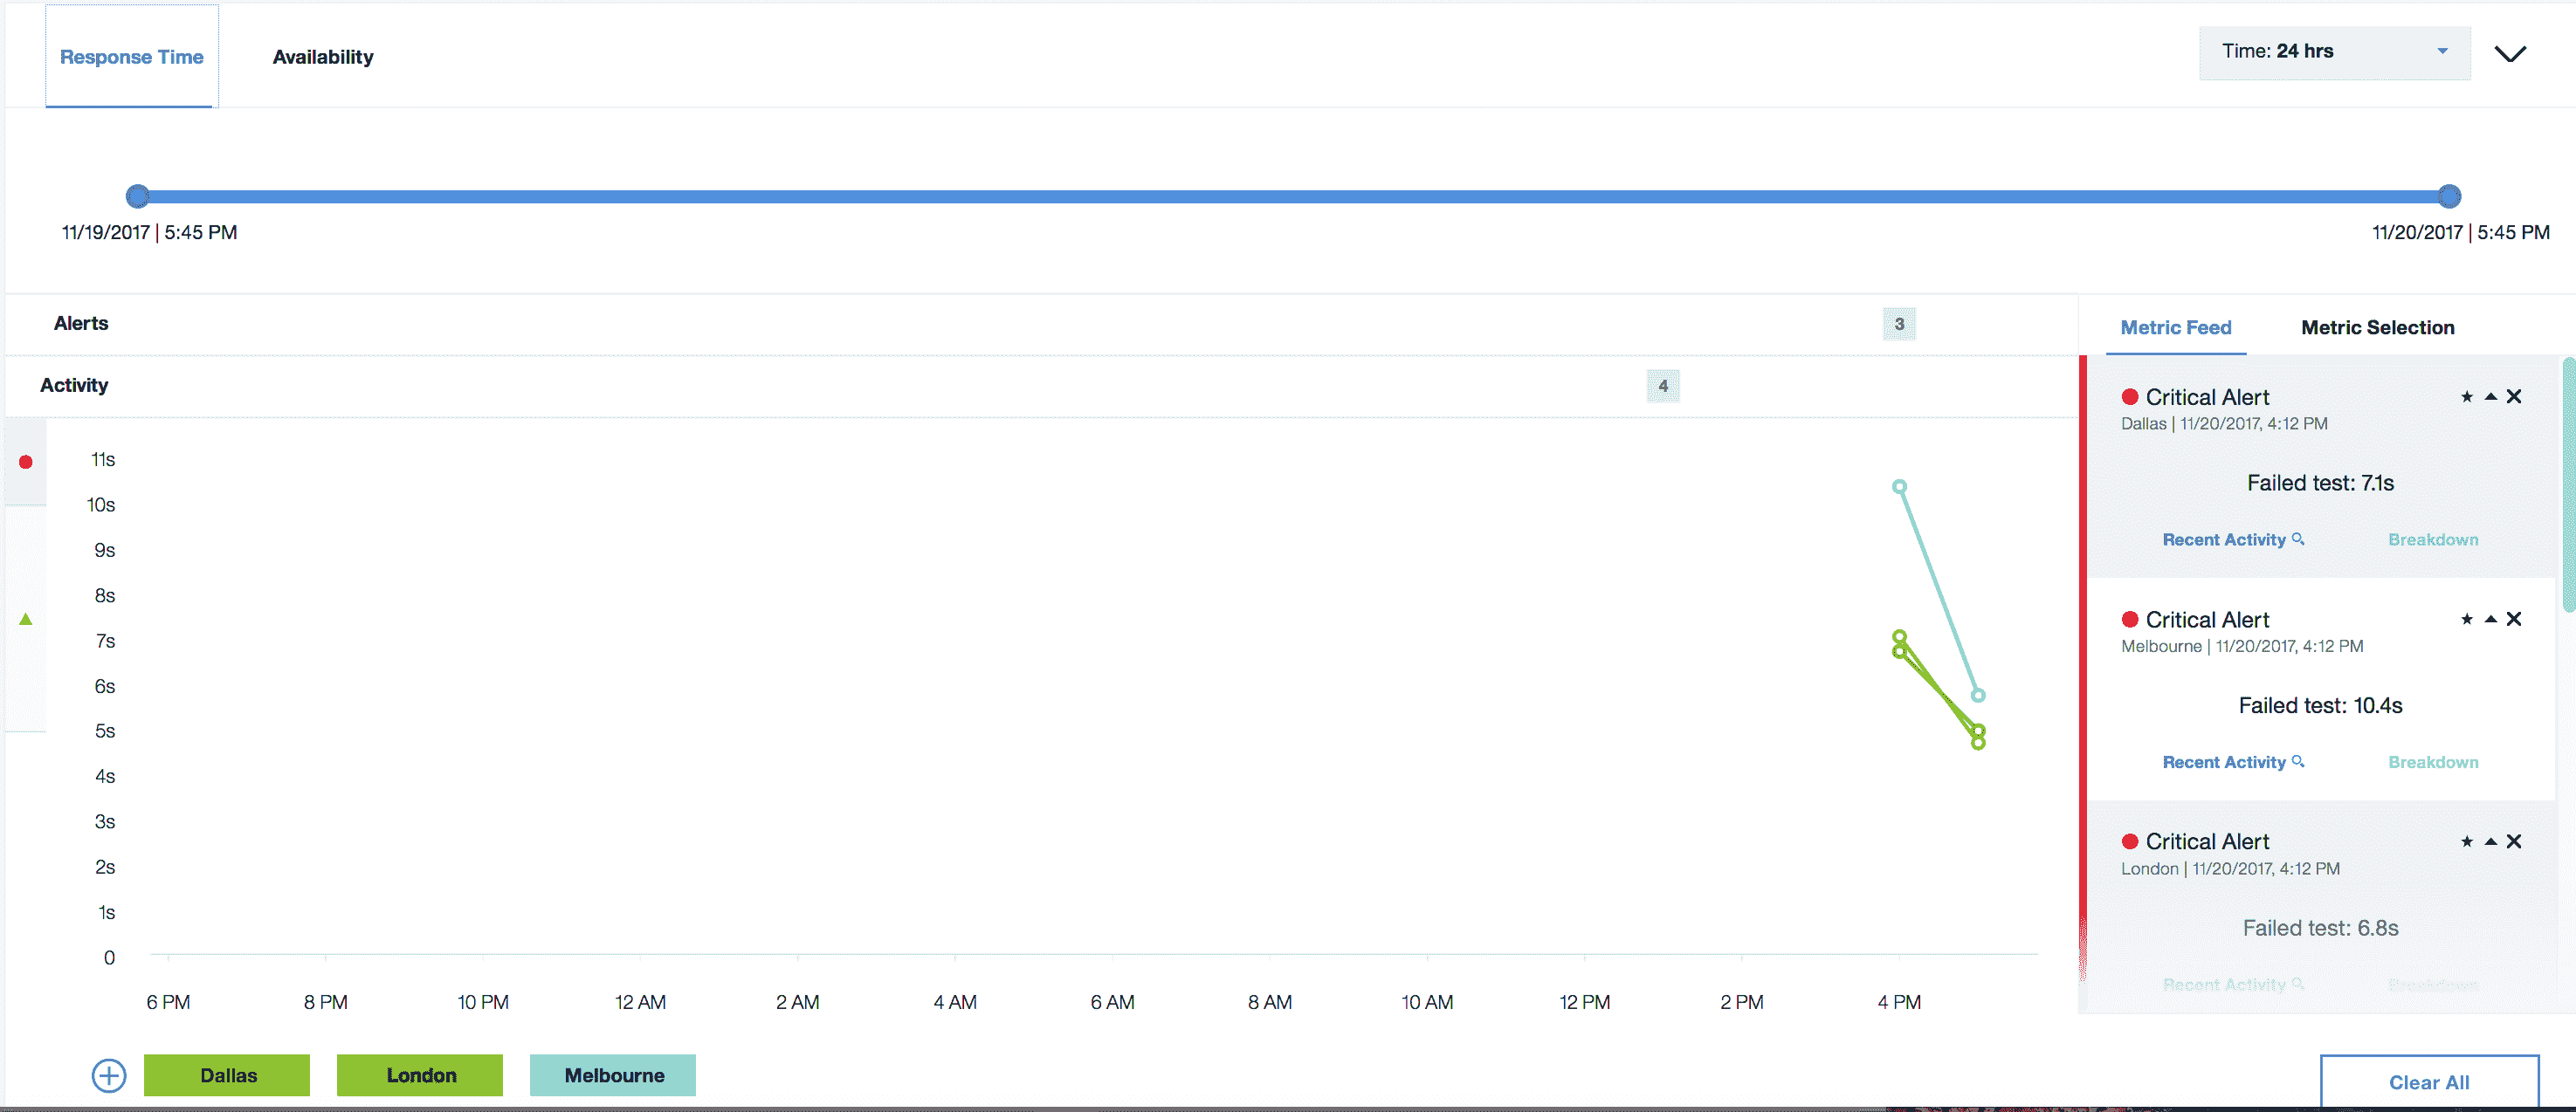 Response Time
Availability
Time: 24 hrs
11/19/2017 | 5:45 PM
11/20/2017 | 5:45 PM
Alerts
3
Metric Feed
Metric Selection
Activity
4
Critical Alert
Dallas | 11/20/2017, 4:12 PM
Failed test: 7.1s
Recent Activity
Breakdown
Critical Alert
Melbourne | 11/20/2017, 4:12 PM
Failed test: 10.4s
Recent Activity
Breakdown
Critical Alert
London | 11/20/2017, 4:12 PM
Failed test: 6.8s
Recent Activity
Breakdown
11s
10s
9s
8s
7s
6s
5s
4s
3s
2s
1s
0
6 PM
8 PM
10 PM
12 AM
2 AM
4 AM
6 AM
8 AM
10 AM
12 PM
2 PM
4 PM
Dallas
London
Melbourne
Clear All